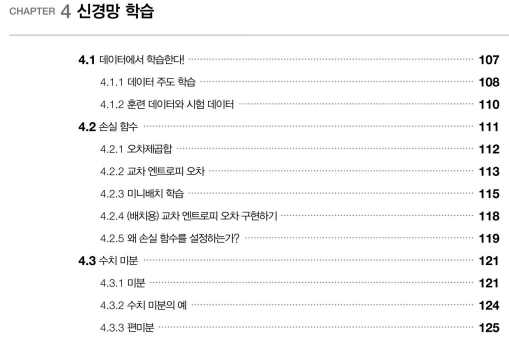 CHAPTER 4 신경망 학습
4.1 데이터에서 학습한다! 107
4.1.1 데이터 주도 학습 108
4.1.2 훈련 데이터와 시험 데이터 110
4.2 손실 함수 111
4.2.1 오차제곱합 112
4.2.2 교차 엔트로피 오차 113
4.2.3 미니배치 학습 115
4.2.4 (배치용) 교차 엔트로피 오차 구현하기 118
4.2.5 왜 손실 함수를 설정하는가? 119
4.3 수치 미분 121
4.3.1 미분 121
4.3.2 수치 미분의 예 124
4.3.3 편미분 125